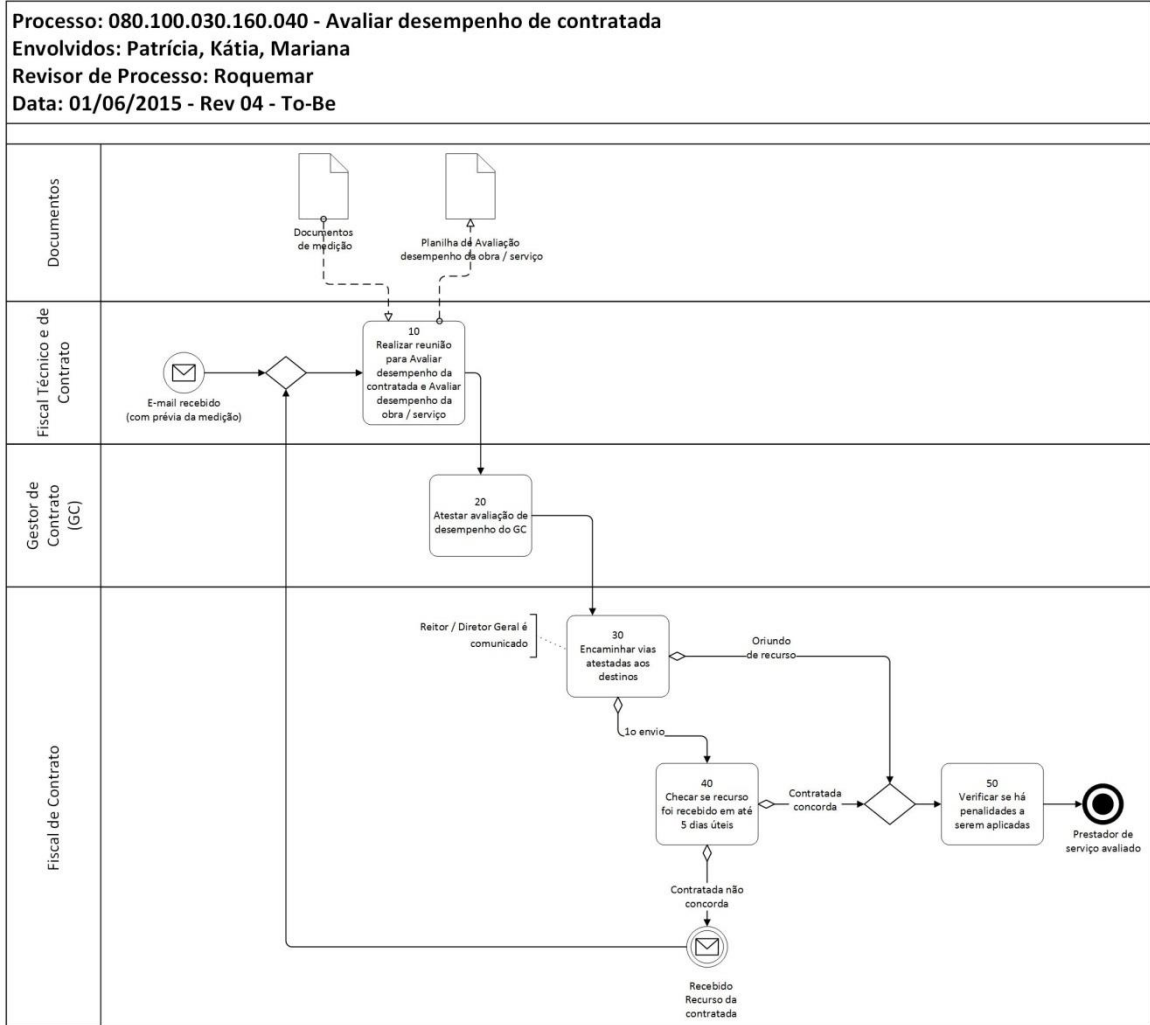 Processo: 080.100.030.160.040 - Avaliar desempenho de contratada
Envolvidos: Patrícia, Kátia, Mariana
Revisor de Processo: Roquemar
Data: 01/06/2015 - Rev 04 - To-Be
Documentos
Documentos
de medição
Planilha de Avaliação
desempenho da obra / serviço
Fiscal Técnico e de
Contrato
E-mail recebido
(com prévia da medição)
10
Realizar reunião
para Avaliar
desempenho da
contratada e Avaliar
desempenho da
obra / serviço
Gestor de
Contrato
(GC)
20
Atestar avaliação de
desempenho do GC
Fiscal de Contrato
Reitor / Diretor Geral é
comunicado
30
Encaminhar vias
atestadas aos
destinos
Oriundo
de recurso
1o envio
40
Checar se recurso
foi recebido em até
5 dias úteis
Contratada
concorda
50
Verificar se há
penalidades a
serem aplicadas
Prestador de
serviço avaliado
Contratada não
concorda
Recebido
Recurso da
contratada